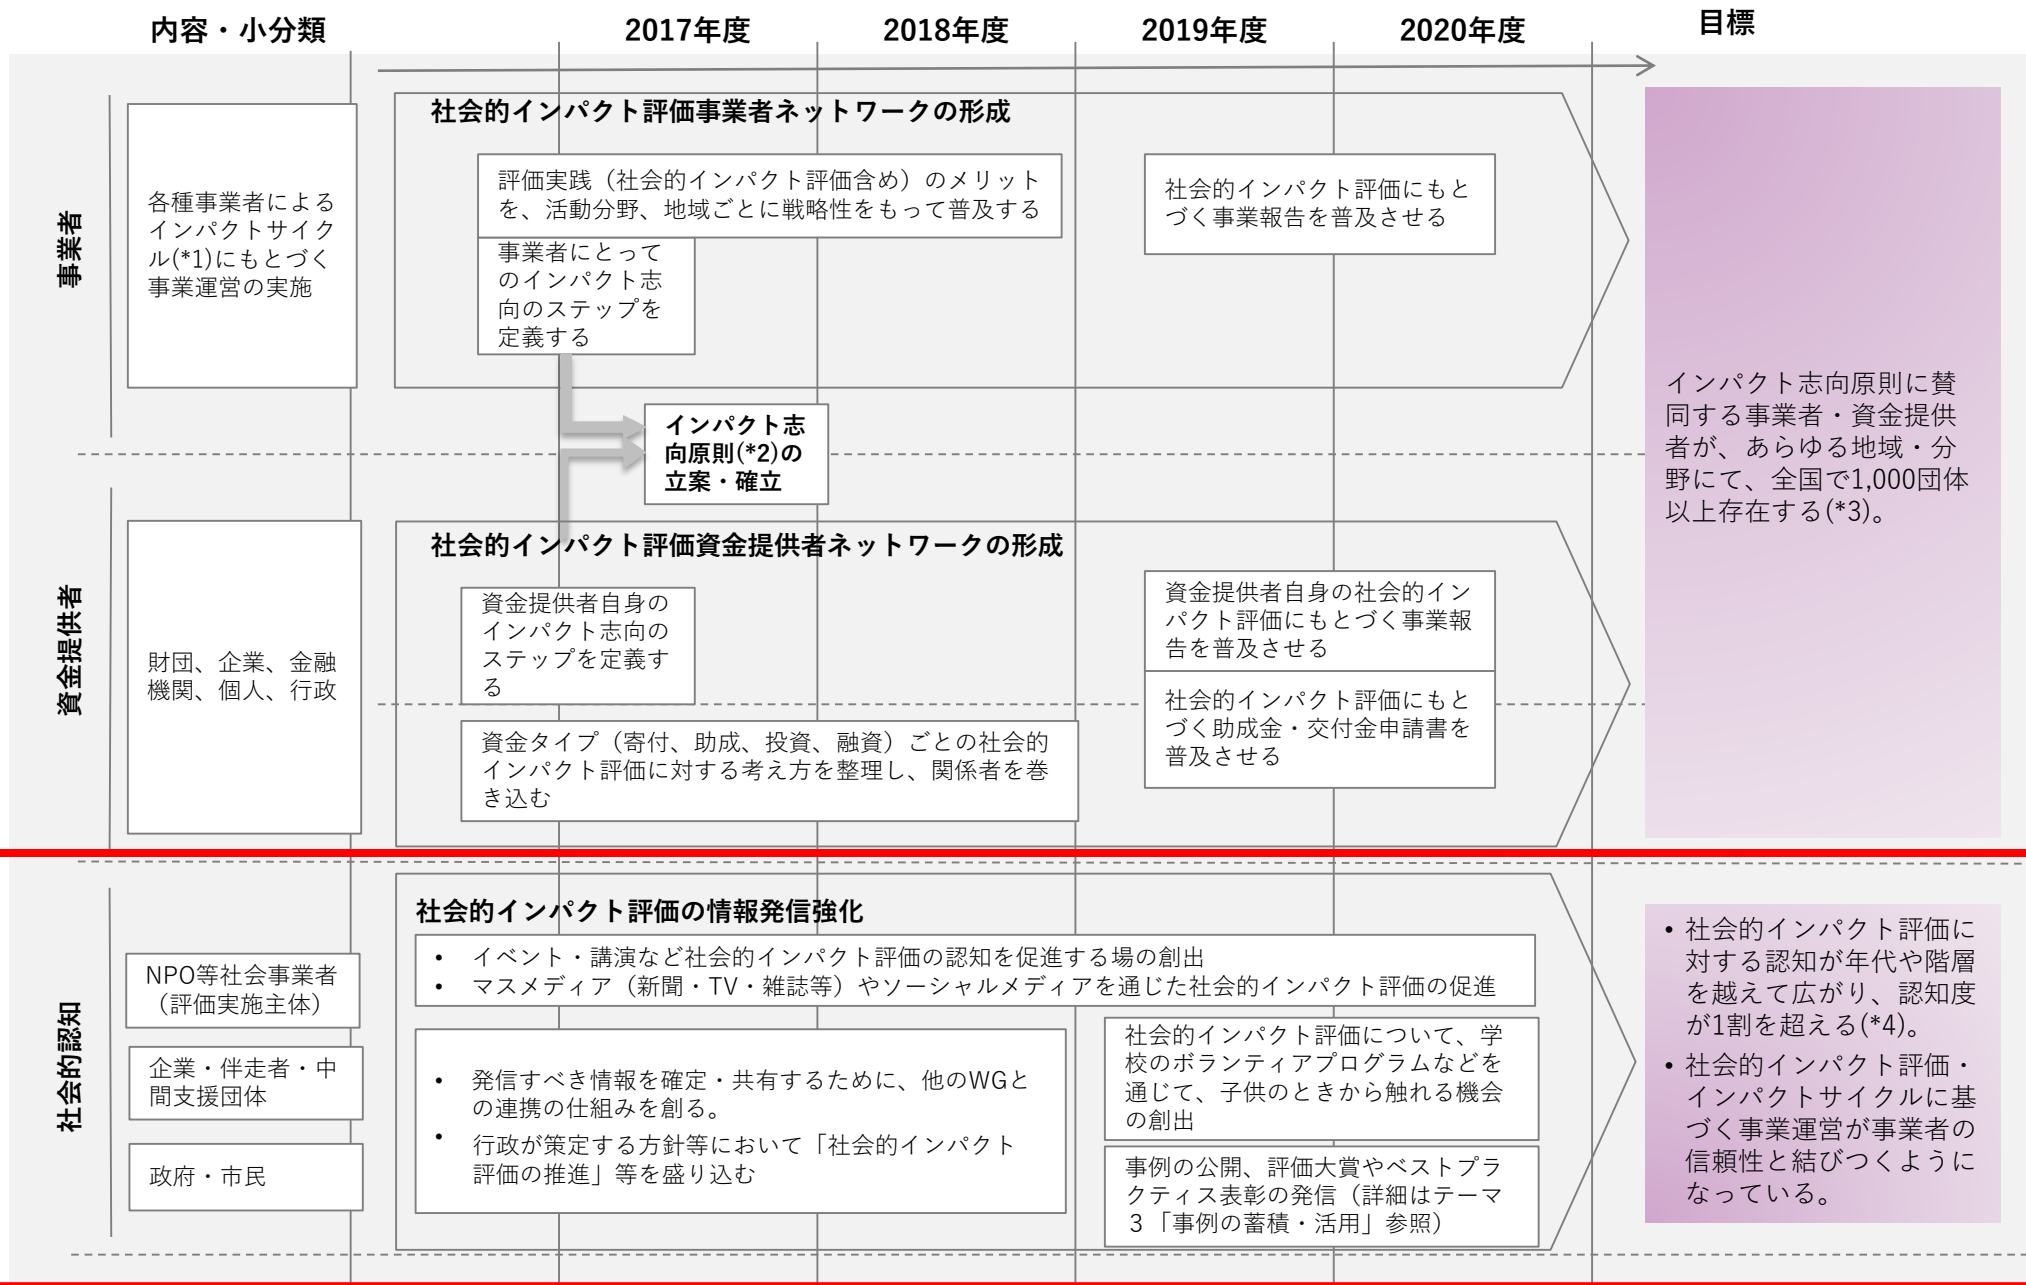 内容・小分類
2017年度
2018年度
2019年度
2020年度
目標
事業者
各種事業者による
インパクトサイク
ル(*1)にもとづく
事業運営の実施
社会的インパクト評価事業者ネットワークの形成
評価実践（社会的インパクト評価含め）のメリット
を、活動分野、地域ごとに戦略性をもって普及する
事業者にとって
のインパクト志
向のステップを
定義する
社会的インパクト評価にもと
づく事業報告を普及させる
インパクト志
向原則(*2)の
立案・確立
インパクト志向原則に賛
同する事業者・資金提供
者が、あらゆる地域・分
野にて、全国で1,000団体
以上存在する(*3)。
資金提供者
財団、企業、金融
機関、個人、行政
社会的インパクト評価資金提供者ネットワークの形成
資金提供者自身の
インパクト志向の
ステップを定義す
る
資金タイプ（寄付、助成、投資、融資）ごとの社会的
インパクト評価に対する考え方を整理し、関係者を巻
き込む
資金提供者自身の社会的イン
パクト評価にもとづく事業報
告を普及させる
社会的インパクト評価にもと
づく助成金・交付金申請書を
普及させる
社会的認知
NPO等社会事業者
（評価実施主体）
企業・伴走者・中
間支援団体
政府・市民
社会的インパクト評価の情報発信強化
• イベント・講演など社会的インパクト評価の認知を促進する場の創出
• マスメディア（新聞・TV・雑誌等）やソーシャルメディアを通じた社会的インパクト評価の促進
• 発信すべき情報を確定・共有するために、他のWGと
の連携の仕組みを創る。
• 行政が策定する方針等において「社会的インパクト
評価の推進」等を盛り込む
社会的インパクト評価について、学
校のボランティアプログラムなどを
通じて、子供のときから触れる機会
の創出
事例の公開、評価大賞やベストプラ
クティス表彰の発信（詳細はテーマ
３「事例の蓄積・活用」参照）
• 社会的インパクト評価に
対する認知が年代や階層
を越えて広がり、認知度
が1割を超える(*4)。
• 社会的インパクト評価・
インパクトサイクルに基
づく事業運営が事業者の
信頼性と結びつくように
なっている。